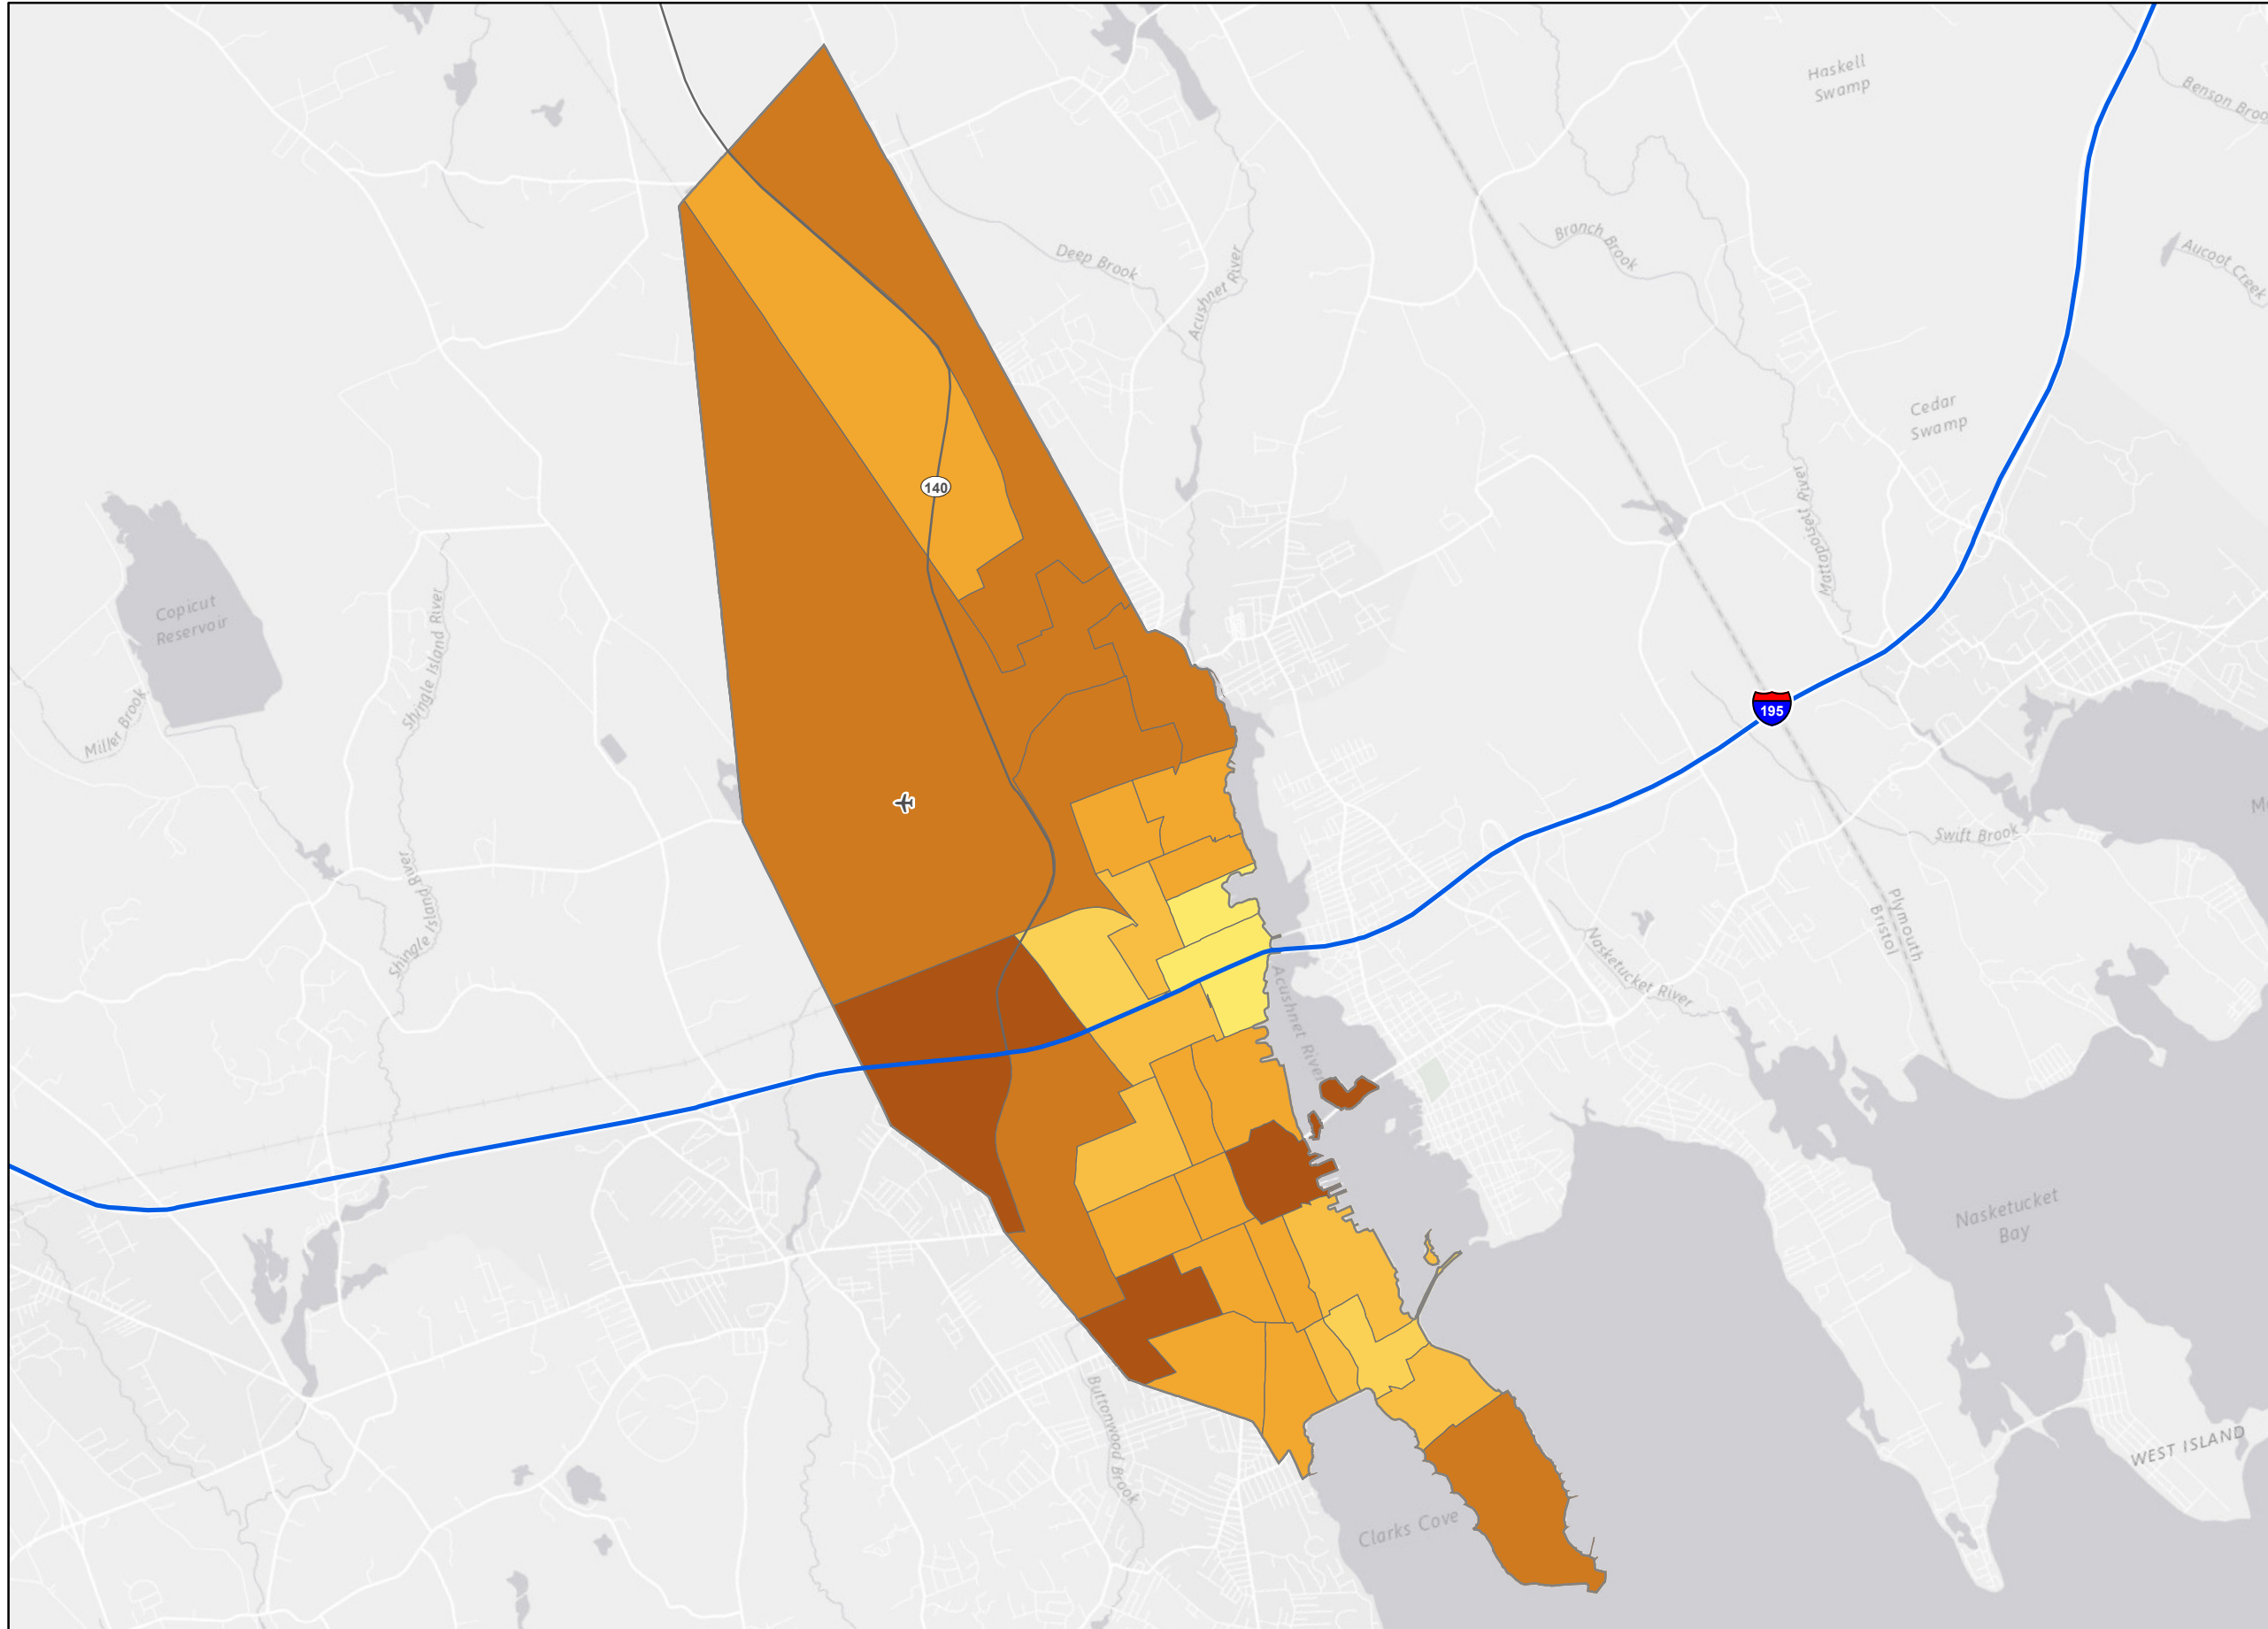 Haskell
Swamp
Benson Broo
Branch Brook
Aucoot Creek
Deep Brook
Acushnet River
Cedar
Swamp
140
Mattapoisett River
Copicut
Reservoir
Shingle Island River
Miller Brook
195
M
Swift Brook
Shingle Island River
Plymouth
Bristol
Nasketucket River
Acushnet River
Nasketucket
Bay
Buttonwood Brook
WEST ISLAND
Clarks Cove